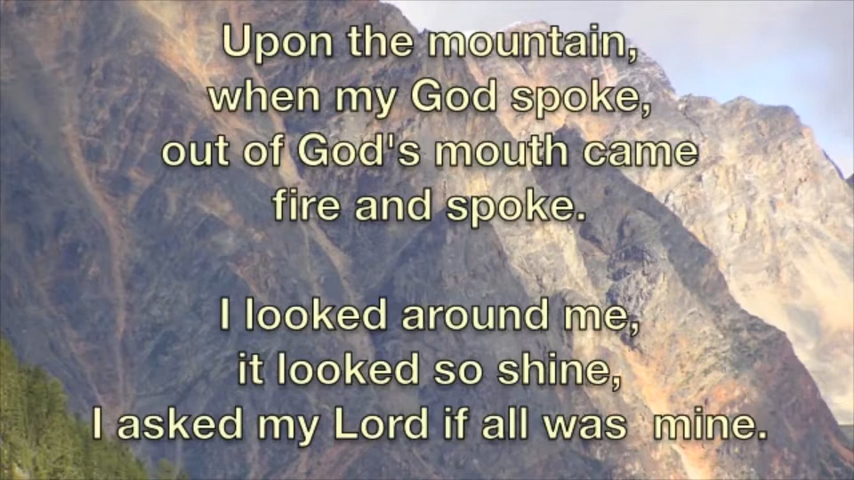 Upon the mountain,
when my God spoke,
out of God's mouth came
fire and spoke.
I looked around me,
it looked so shine,
I asked my Lord if all was  mine.